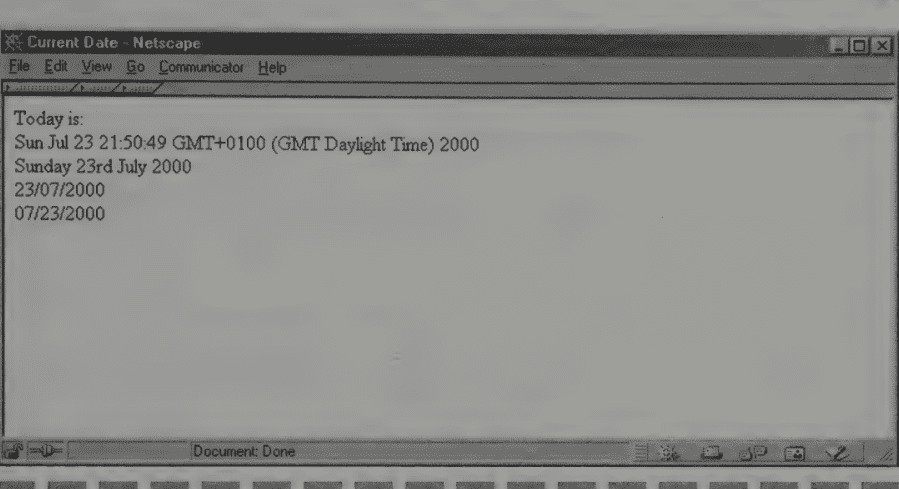 Current Date - Netscape
File Edit View Go Communicator Help
Today is:
Sun Jul 23 21:50:49 GMT+0100 (GMT Daylight Time) 2000
Sunday 23rd July 2000
23/07/2000
07/23/2000
Document: Done